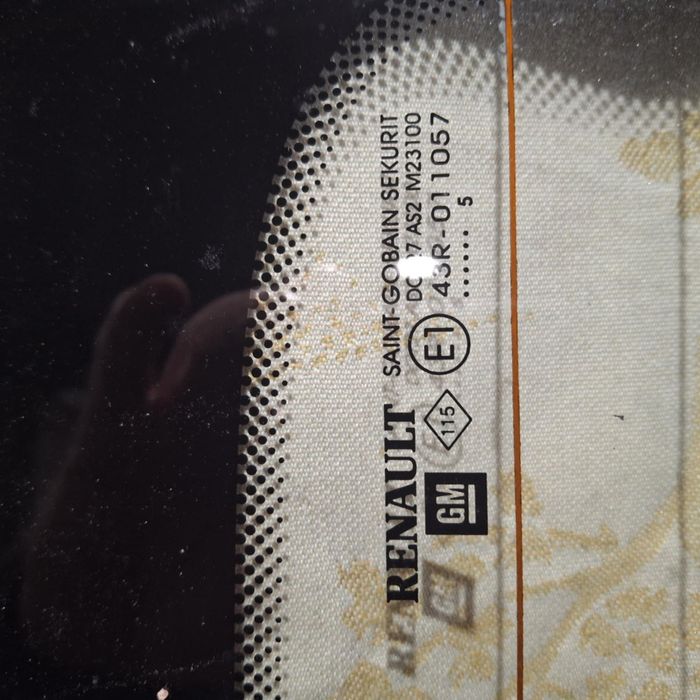 RENAULT SAINT-GOBAIN SEKURIT
AS2 M23100
GM 115 E1 43R-011057
...... 5